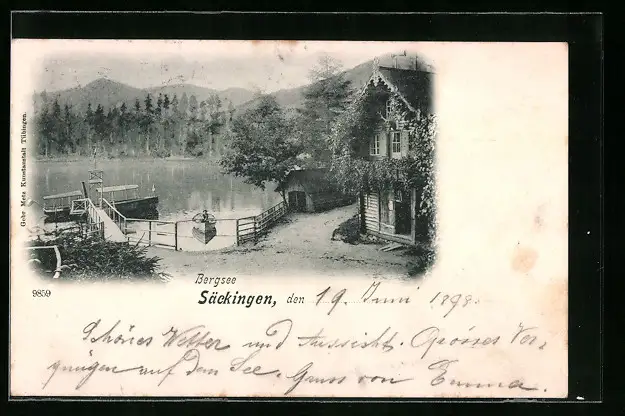 Gebr Metz Kunstanstalt Tübingen.
Bergsee
9859
Säckingen, den 19. Juni 1898.
Schönes Wetter und Aussicht. Grosses Ver,
gnügen auf dem See. Gruss von Emma.